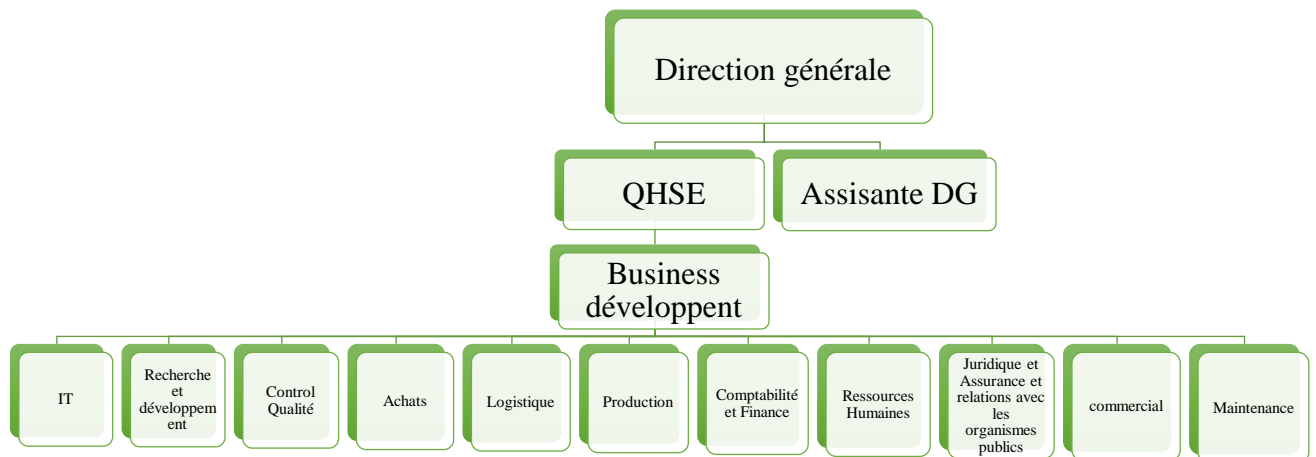 Direction générale
QHSE
Assisante DG
Business
développent
IT
Recherche
et
développem
ent
Control
Qualité
Achats
Logistique
Production
Comptabilité
et Finance
Ressources
Humaines
Juridique et
Assurance et
relations avec
les
organismes
publics
commercial
Maintenance